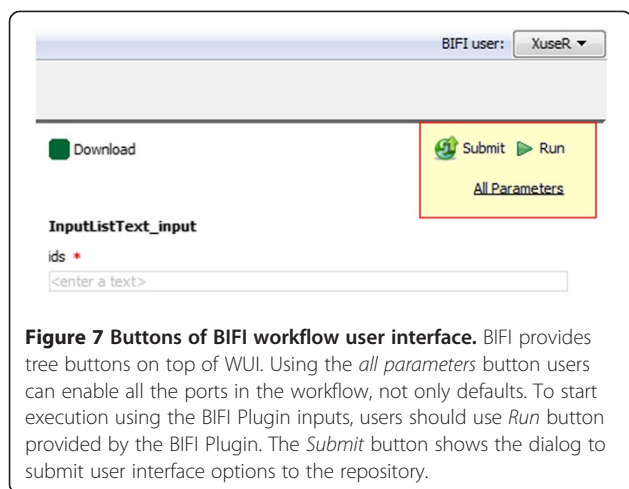 BIFI user: XuseR
Download
Submit Run
All Parameters
InputListText_input
ids *
<enter a text>
Figure 7 Buttons of BIFI workflow user interface. BIFI provides
tree buttons on top of WUI. Using the all parameters button users
can enable all the ports in the workflow, not only defaults. To start
execution using the BIFI Plugin inputs, users should use Run button
provided by the BIFI Plugin. The Submit button shows the dialog to
submit user interface options to the repository.